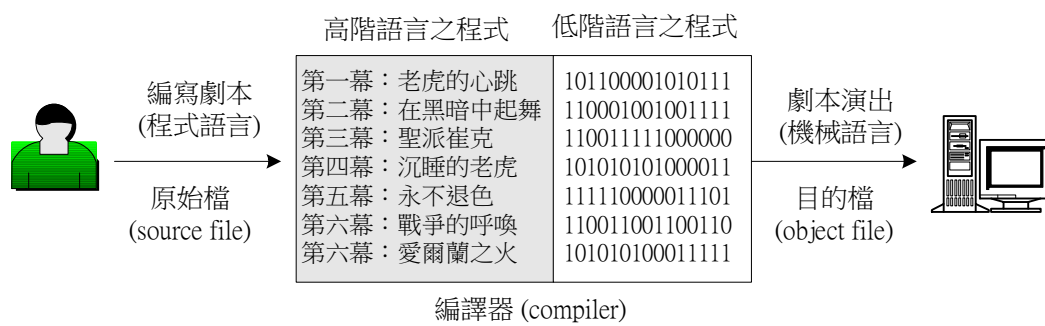 高階語言之程式 低階語言之程式
編寫劇本
(程式語言)
原始檔
(source file)
第一幕：老虎的心跳 101100001010111
第二幕：在黑暗中起舞 110001001001111
第三幕：聖派崔克 110011111000000
第四幕：沉睡的老虎 101010101000011
第五幕：永不退色 111110000011101
第六幕：戰爭的呼喚 110011001100110
第六幕：愛爾蘭之火 101010100011111
劇本演出
(機械語言)
目的檔
(object file)
編譯器 (compiler)